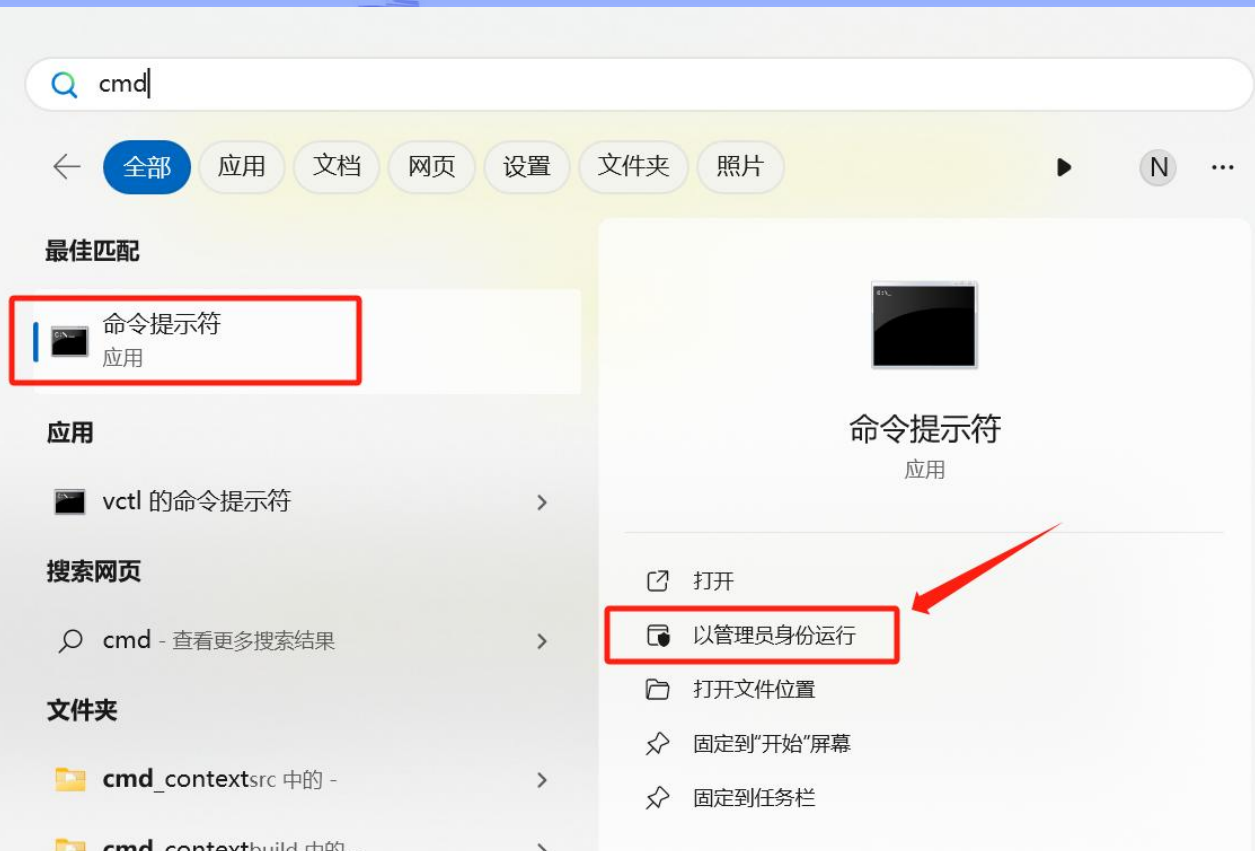 cmd
全部 应用 文档 网页 设置 文件夹 照片 N ...
最佳匹配
命令提示符
应用
应用
vctl 的命令提示符
搜索网页
cmd - 查看更多搜索结果
文件夹
cmd_contextsrc 中的 -
cmd_contextbuild 中的 -
命令提示符
应用
打开
以管理员身份运行
打开文件位置
固定到"开始"屏幕
固定到任务栏